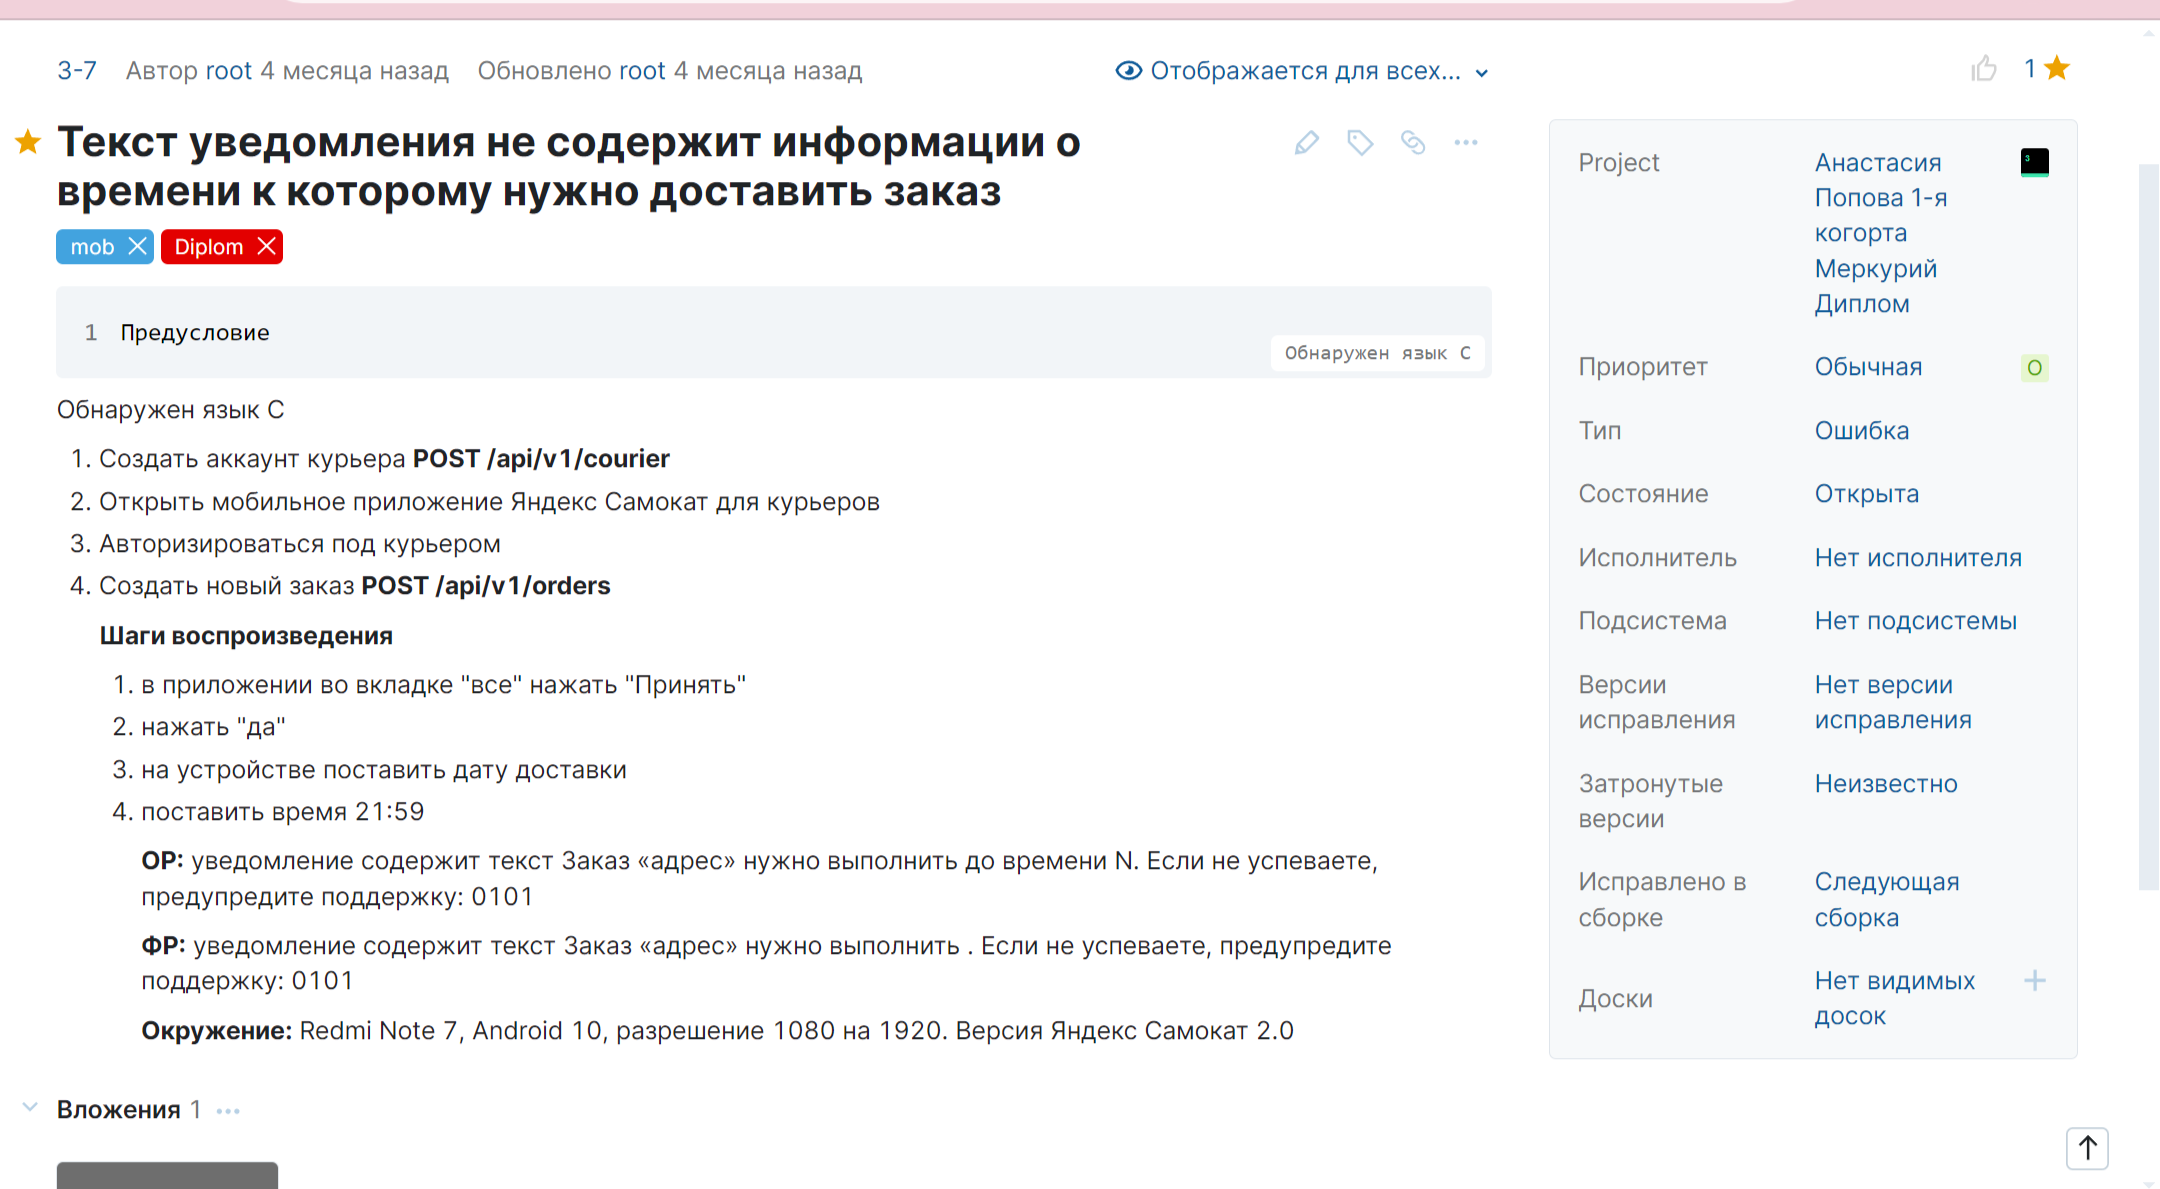 3-7 Автор root 4 месяца назад Обновлено root 4 месяца назад Отображается для всех... 1
Текст уведомления не содержит информации о
времени к которому нужно доставить заказ
mob Diplom
1 Предусловие
Обнаружен язык C
Обнаружен язык C
1. Создать аккаунт курьера POST /api/v1/courier
2. Открыть мобильное приложение Яндекс Самокат для курьеров
3. Авторизироваться под курьером
4. Создать новый заказ POST /api/v1/orders
Шаги воспроизведения
1. в приложении во вкладке "все" нажать "Принять"
2. нажать "да"
3. на устройстве поставить дату доставки
4. поставить время 21:59
ОР: уведомление содержит текст Заказ «адрес» нужно выполнить до времени N. Если не успеваете,
предупредите поддержку: 0101
ФР: уведомление содержит текст Заказ «адрес» нужно выполнить . Если не успеваете, предупредите
поддержку: 0101
Окружение: Redmi Note 7, Android 10, разрешение 1080 на 1920. Версия Яндекс Самокат 2.0
Вложения 1
Project Анастасия
Попова 1-я
когорта
Меркурий
Диплом
3
Приоритет Обычная О
Тип Ошибка
Состояние Открыта
Исполнитель Нет исполнителя
Подсистема Нет подсистемы
Версии
исправления
Нет версии
исправления
Затронутые
версии
Неизвестно
Исправлено в
сборке
Следующая
сборка
Доски
Нет видимых
досок